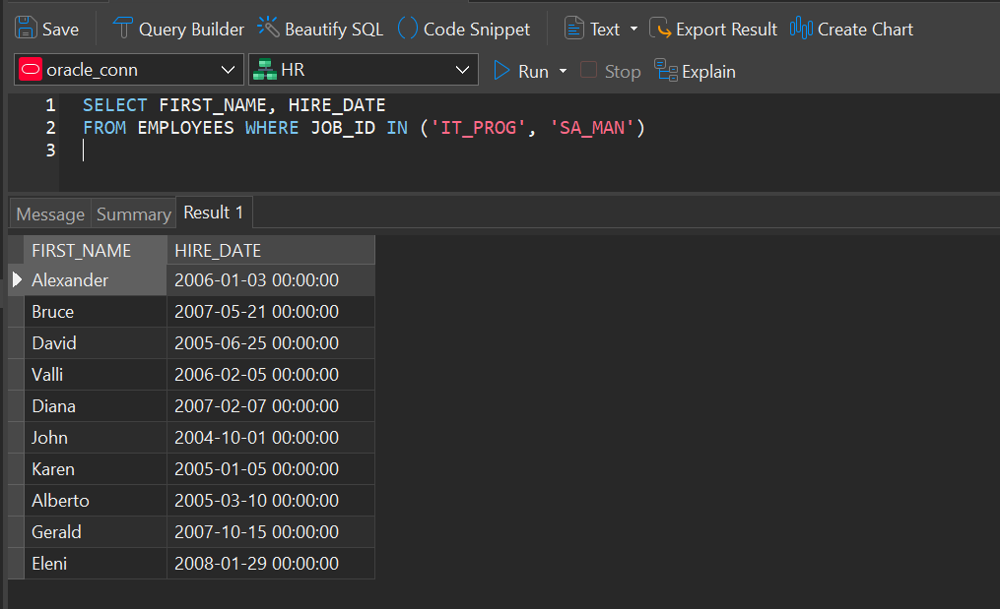 Save Query Builder Beautify SQL Code Snippet Text Export Result Create Chart
oracle_conn HR Run Stop Explain
1 SELECT FIRST_NAME, HIRE_DATE
2 FROM EMPLOYEES WHERE JOB_ID IN ('IT_PROG', 'SA_MAN')
3
Message Summary Result 1
FIRST_NAME HIRE_DATE
Alexander 2006-01-03 00:00:00
Bruce 2007-05-21 00:00:00
David 2005-06-25 00:00:00
Valli 2006-02-05 00:00:00
Diana 2007-02-07 00:00:00
John 2004-10-01 00:00:00
Karen 2005-01-05 00:00:00
Alberto 2005-03-10 00:00:00
Gerald 2007-10-15 00:00:00
Eleni 2008-01-29 00:00:00